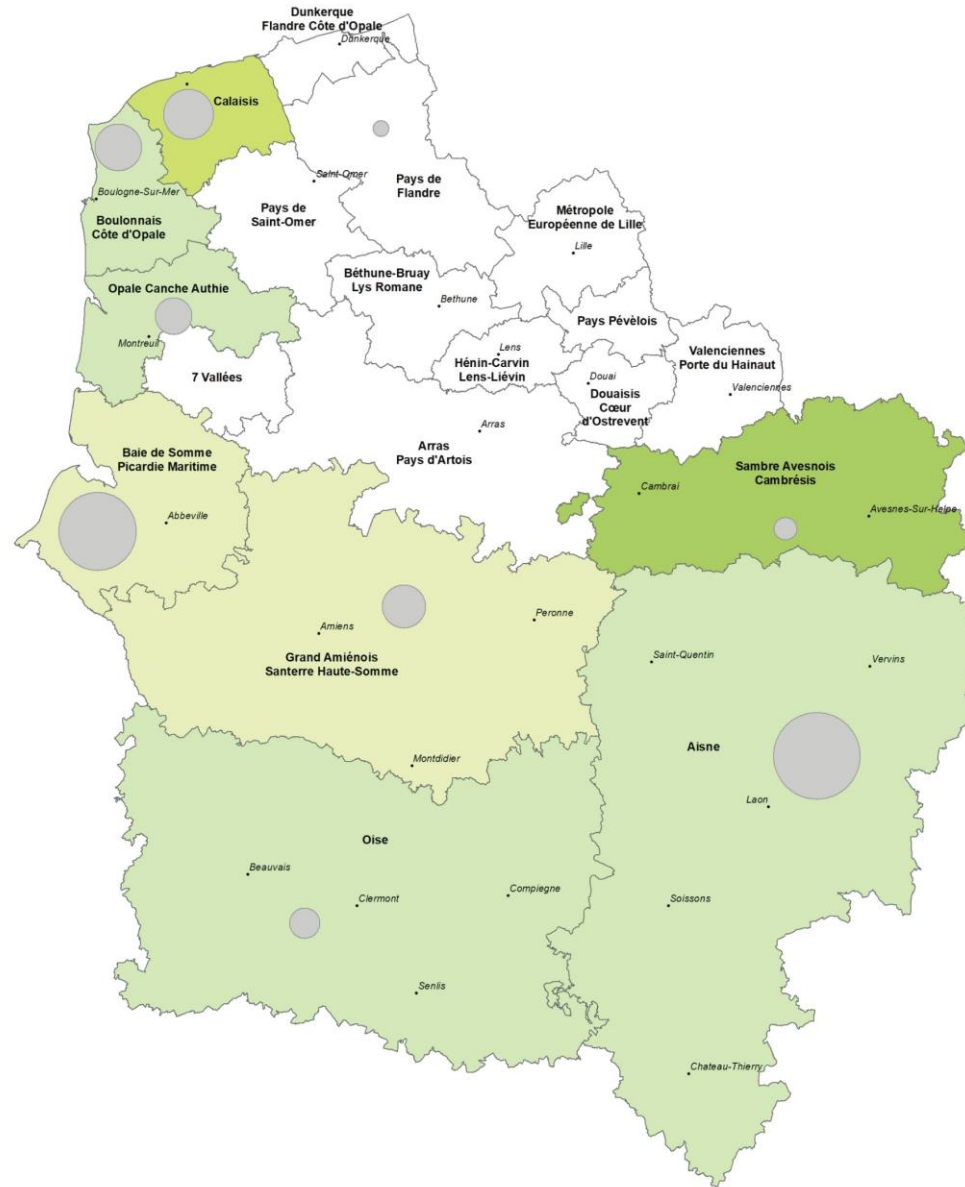 Dunkerque
Flandre Côte d'Opale
Dunkerque
Calaisis
Saint-Omer
Pays de
Flandre
Boulogne-Sur-Mer
Pays de
Saint-Omer
Métropole
Européenne de Lille
Lille
Boulonnais
Côte d'Opale
Béthune-Bruay
Lys Romane
Bethune
Opale Canche Authie
Montreuil
Pays Pévèlois
Lens
Hénin-Carvin
Lens-Liévin
Valenciennes
Porte du Hainaut
Valenciennes
7 Vallées
Douai
Douaisis
Cœur
d'Ostrevent
Arras
Arras
Pays d'Artois
Baie de Somme
Picardie Maritime
Abbeville
Sambre Avesnois
Cambrésis
Cambrai
Avesnes-Sur-Helpe
Amiens
Peronne
Grand Amiénois
Santerre Haute-Somme
Saint-Quentin
Vervins
Montdidier
Aisne
Laon
Oise
Beauvais
Clermont
Compiegne
Soissons
Senlis
Chateau-Thierry